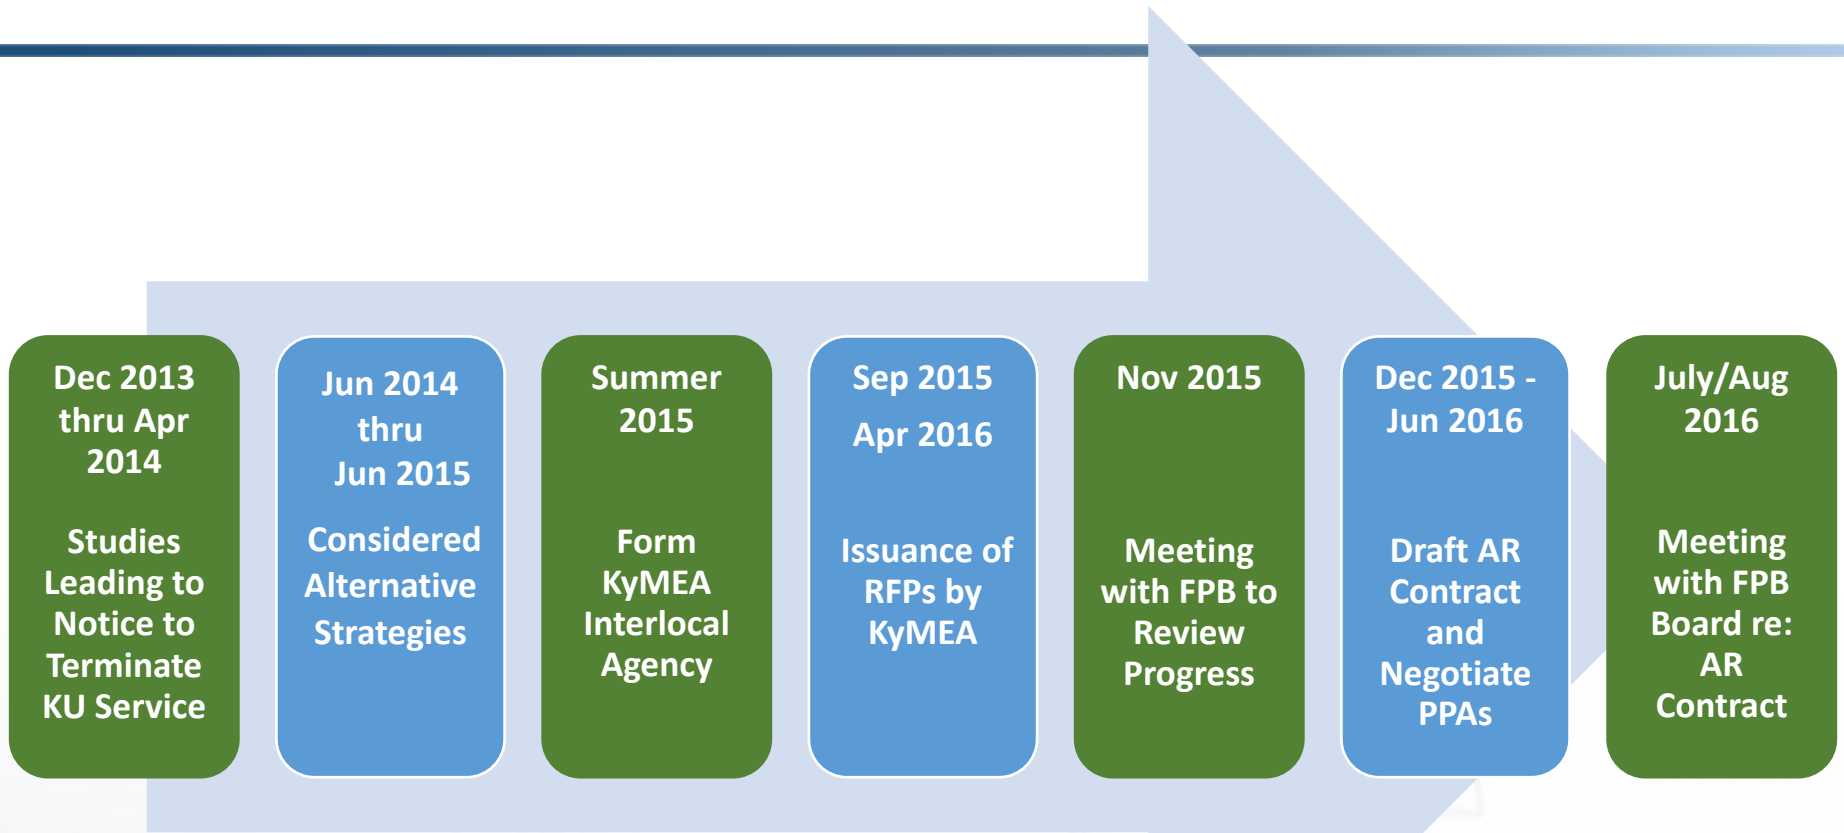 Dec 2013
thru Apr
2014
Studies
Leading to
Notice to
Terminate
KU Service
Jun 2014
thru
Jun 2015
Considered
Alternative
Strategies
Summer
2015
Form
KyMEA
Interlocal
Agency
Sep 2015
Apr 2016
Issuance of
RFPs by
KyMEA
Nov 2015
Meeting
with FPB to
Review
Progress
Dec 2015 -
Jun 2016
Draft AR
Contract
and
Negotiate
PPAs
July/Aug
2016
Meeting
with FPB
Board re:
AR
Contract